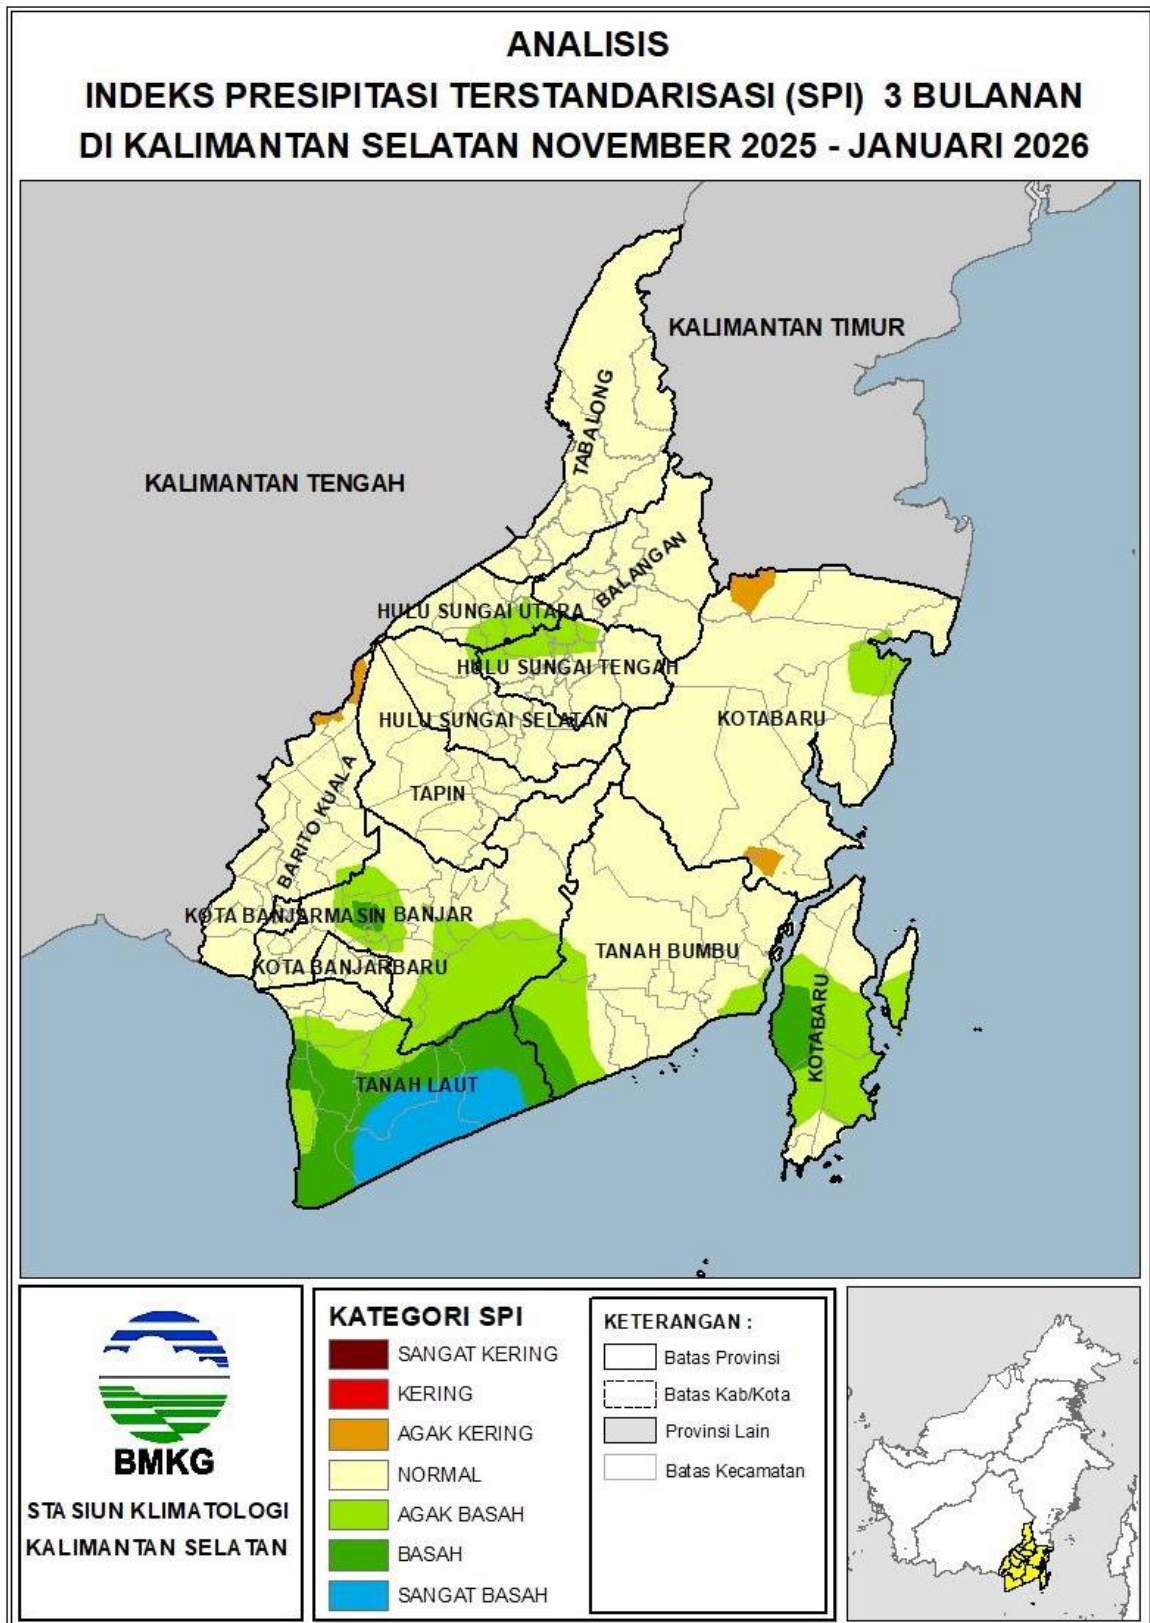 ANALISIS
INDEKS PRESIPITASI TERSTANDARISASI (SPI) 3 BULANAN
DI KALIMANTAN SELATAN NOVEMBER 2025 - JANUARI 2026
KALIMANTAN TIMUR
TABALONG
KALIMANTAN TENGAH
BALANGAN
HULU SUNGAI UTARA
HULU SUNGAI TENGAH
HULU SUNGAI SELATAN
KOTABARU
TAPIN
BARITO KUALA
KOTA BANJARMASIN
BANJAR
KOTA BANJARBARU
TANAH BUMBU
KOTABARU
TANAH LAUT
BMKG
STASIUN KLIMATOLOGI
KALIMANTAN SELATAN
KATEGORI SPI
SANGAT KERING
KERING
AGAK KERING
NORMAL
AGAK BASAH
BASAH
SANGAT BASAH
KETERANGAN :
Batas Provinsi
Batas Kab/Kota
Provinsi Lain
Batas Kecamatan